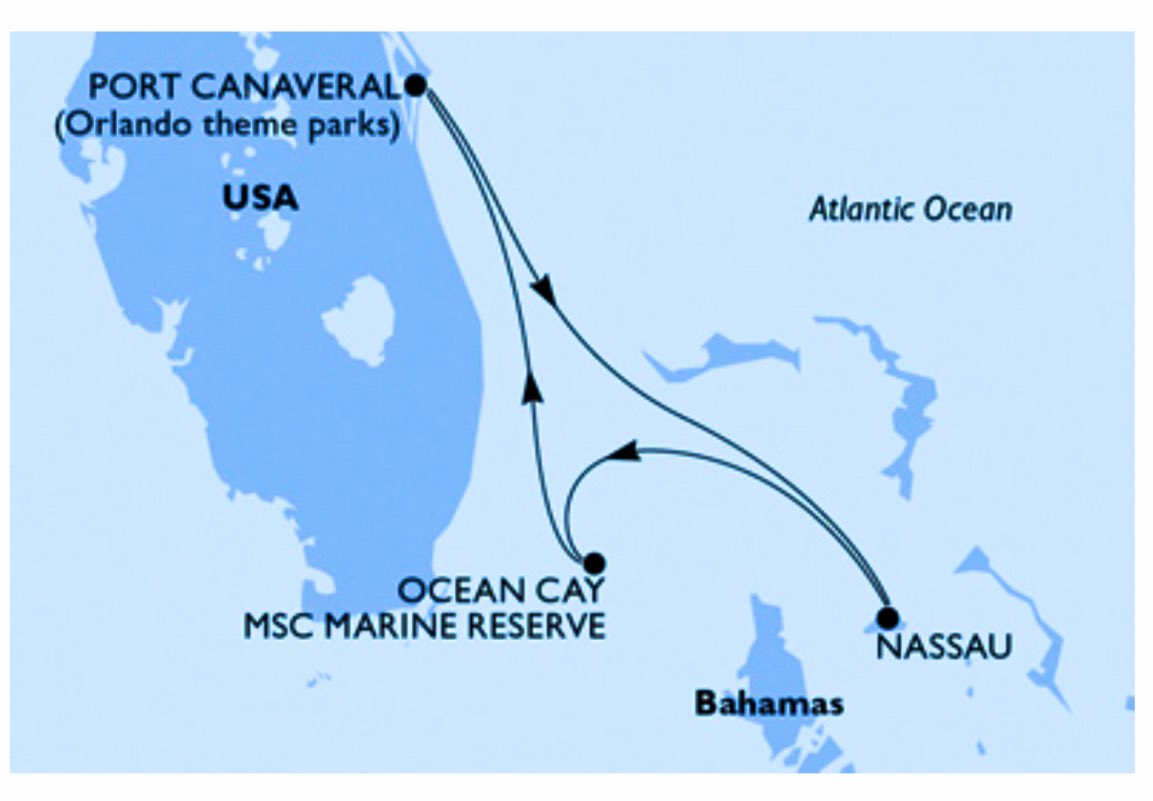 PORT CANAVERAL
(Orlando theme parks)
USA
Atlantic Ocean
OCEAN CAY
MSC MARINE RESERVE
NASSAU
Bahamas